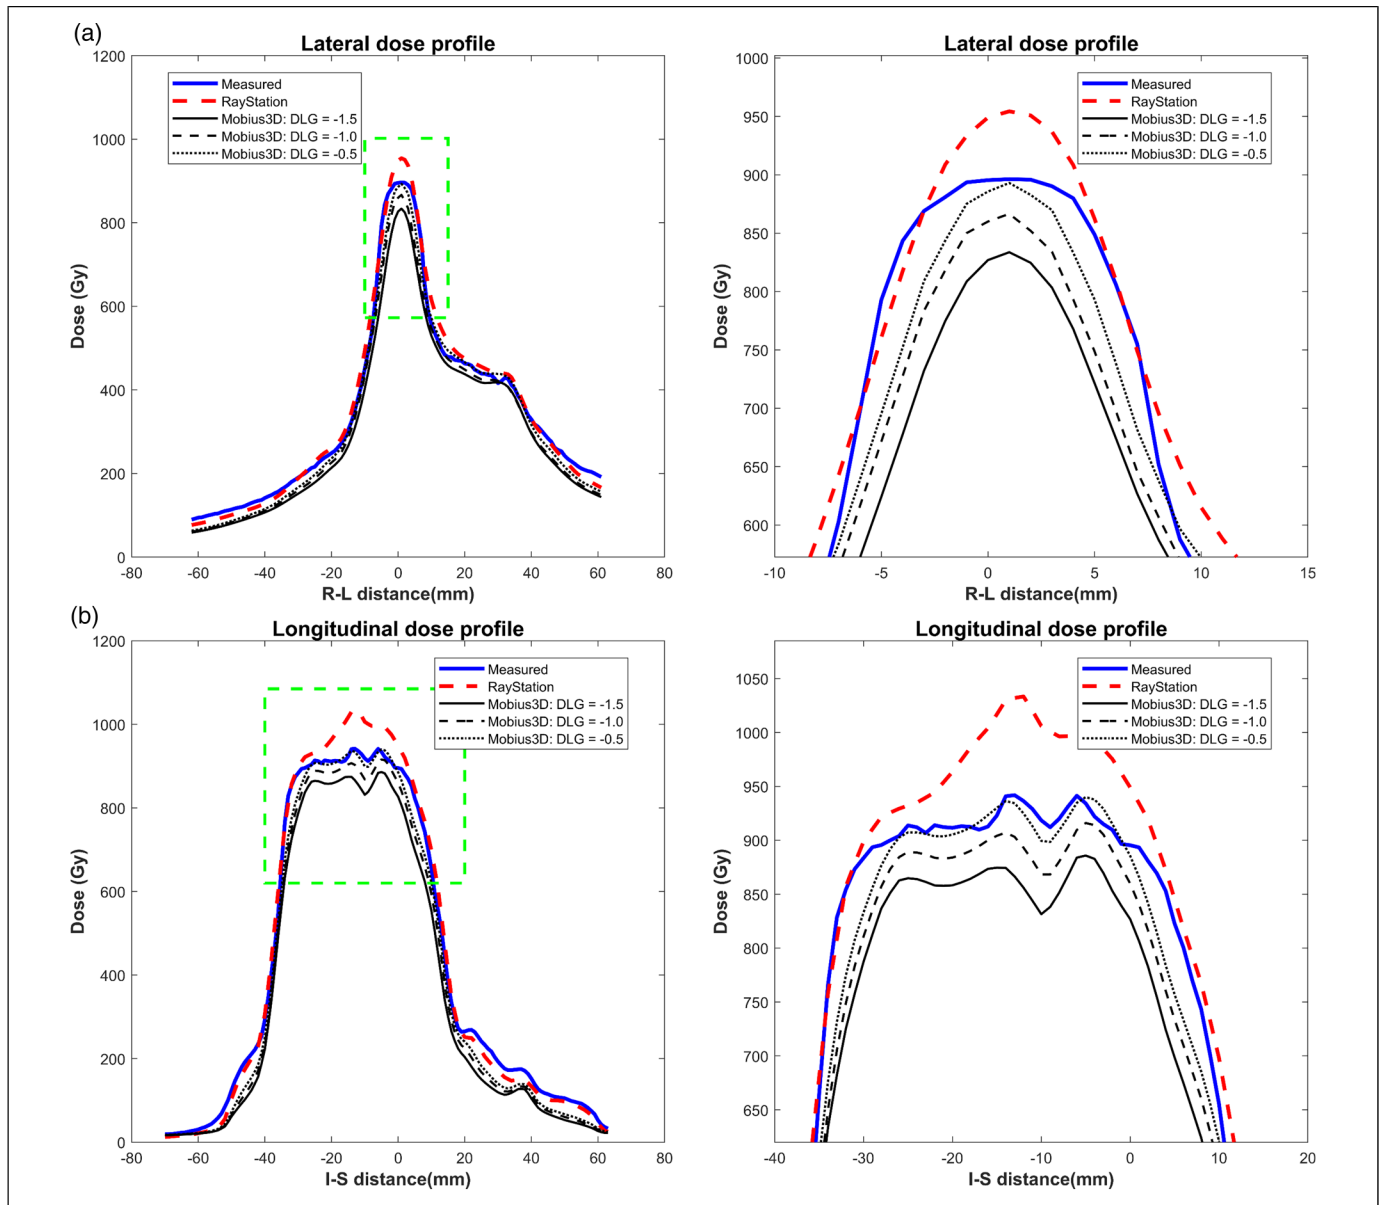 (a)
Lateral dose profile
1200
1000
800
600
400
200
0
Dose (Gy)
Measured
RayStation
Mobius3D: DLG = -1.5
Mobius3D: DLG = -1.0
Mobius3D: DLG = -0.5
-80 -60 -40 -20 0 20 40 60 80
R-L distance(mm)
Lateral dose profile
1000
950
900
850
800
750
700
650
600
Dose (Gy)
Measured
RayStation
Mobius3D: DLG = -1.5
Mobius3D: DLG = -1.0
Mobius3D: DLG = -0.5
-10 -5 0 5 10 15
R-L distance(mm)
(b)
Longitudinal dose profile
1200
1000
800
600
400
200
0
Dose (Gy)
Measured
RayStation
Mobius3D: DLG = -1.5
Mobius3D: DLG = -1.0
Mobius3D: DLG = -0.5
-80 -60 -40 -20 0 20 40 60 80
I-S distance(mm)
Longitudinal dose profile
1050
1000
950
900
850
800
750
700
650
Dose (Gy)
Measured
RayStation
Mobius3D: DLG = -1.5
Mobius3D: DLG = -1.0
Mobius3D: DLG = -0.5
-40 -30 -20 -10 0 10 20
I-S distance(mm)